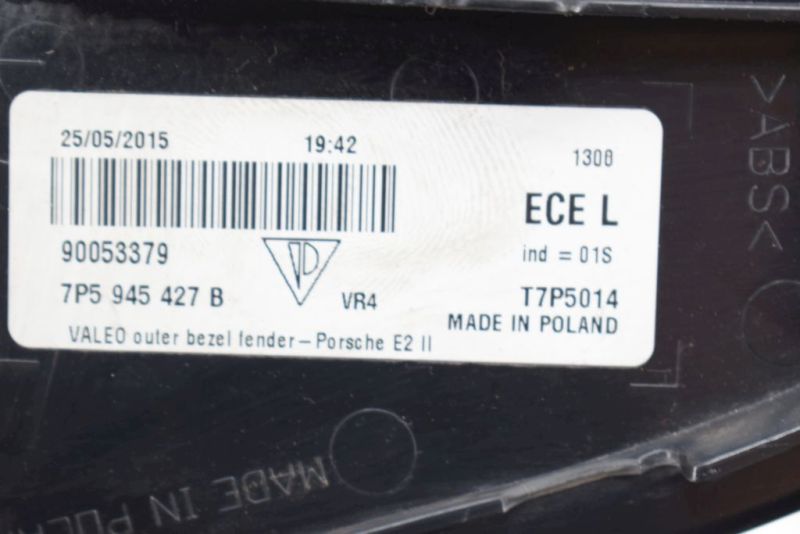 25/05/2015 19:42 1308
ECE L
90053379 ind = 01S
7P5 945 427 B VR4 T7P5014
MADE IN POLAND
VALEO outer bezel fender-Porsche E2 II
>ABS<
MADE IN